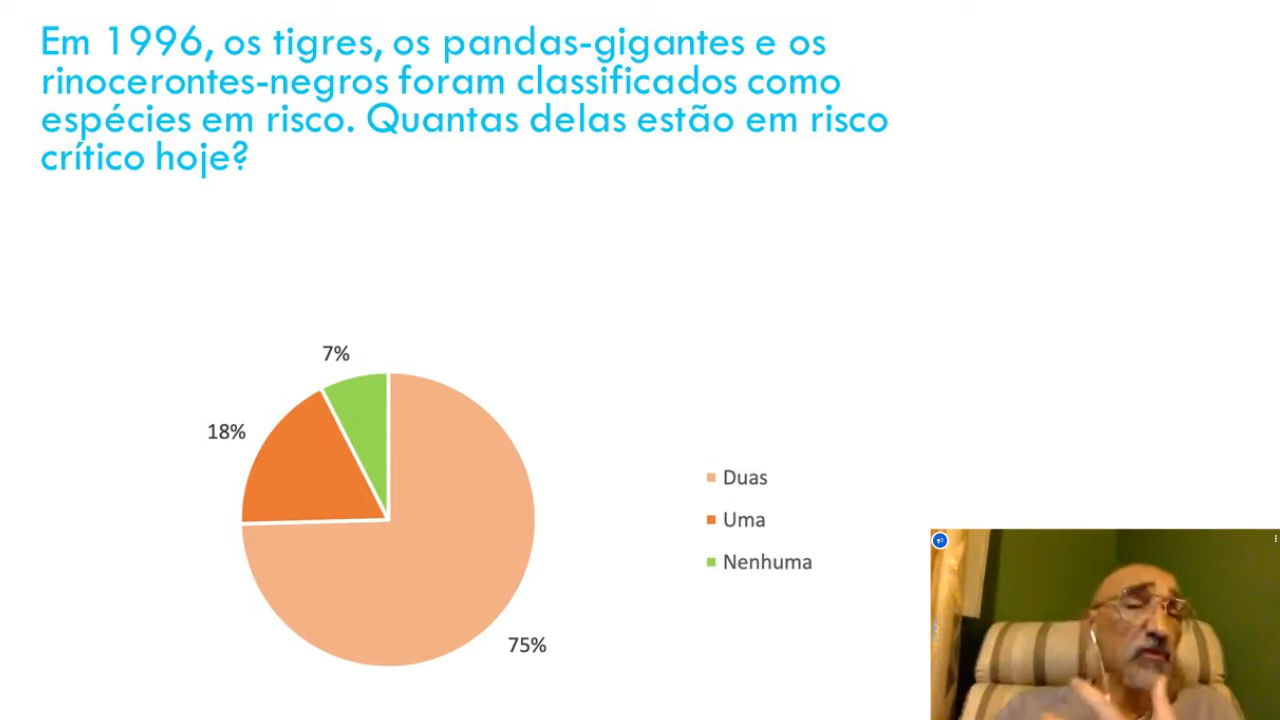 Em 1996, os tigres, os pandas-gigantes e os
rinocerontes-negros foram classificados como
espécies em risco. Quantas delas estão em risco
crítico hoje?
7%
18%
75%
Duas
Uma
Nenhuma